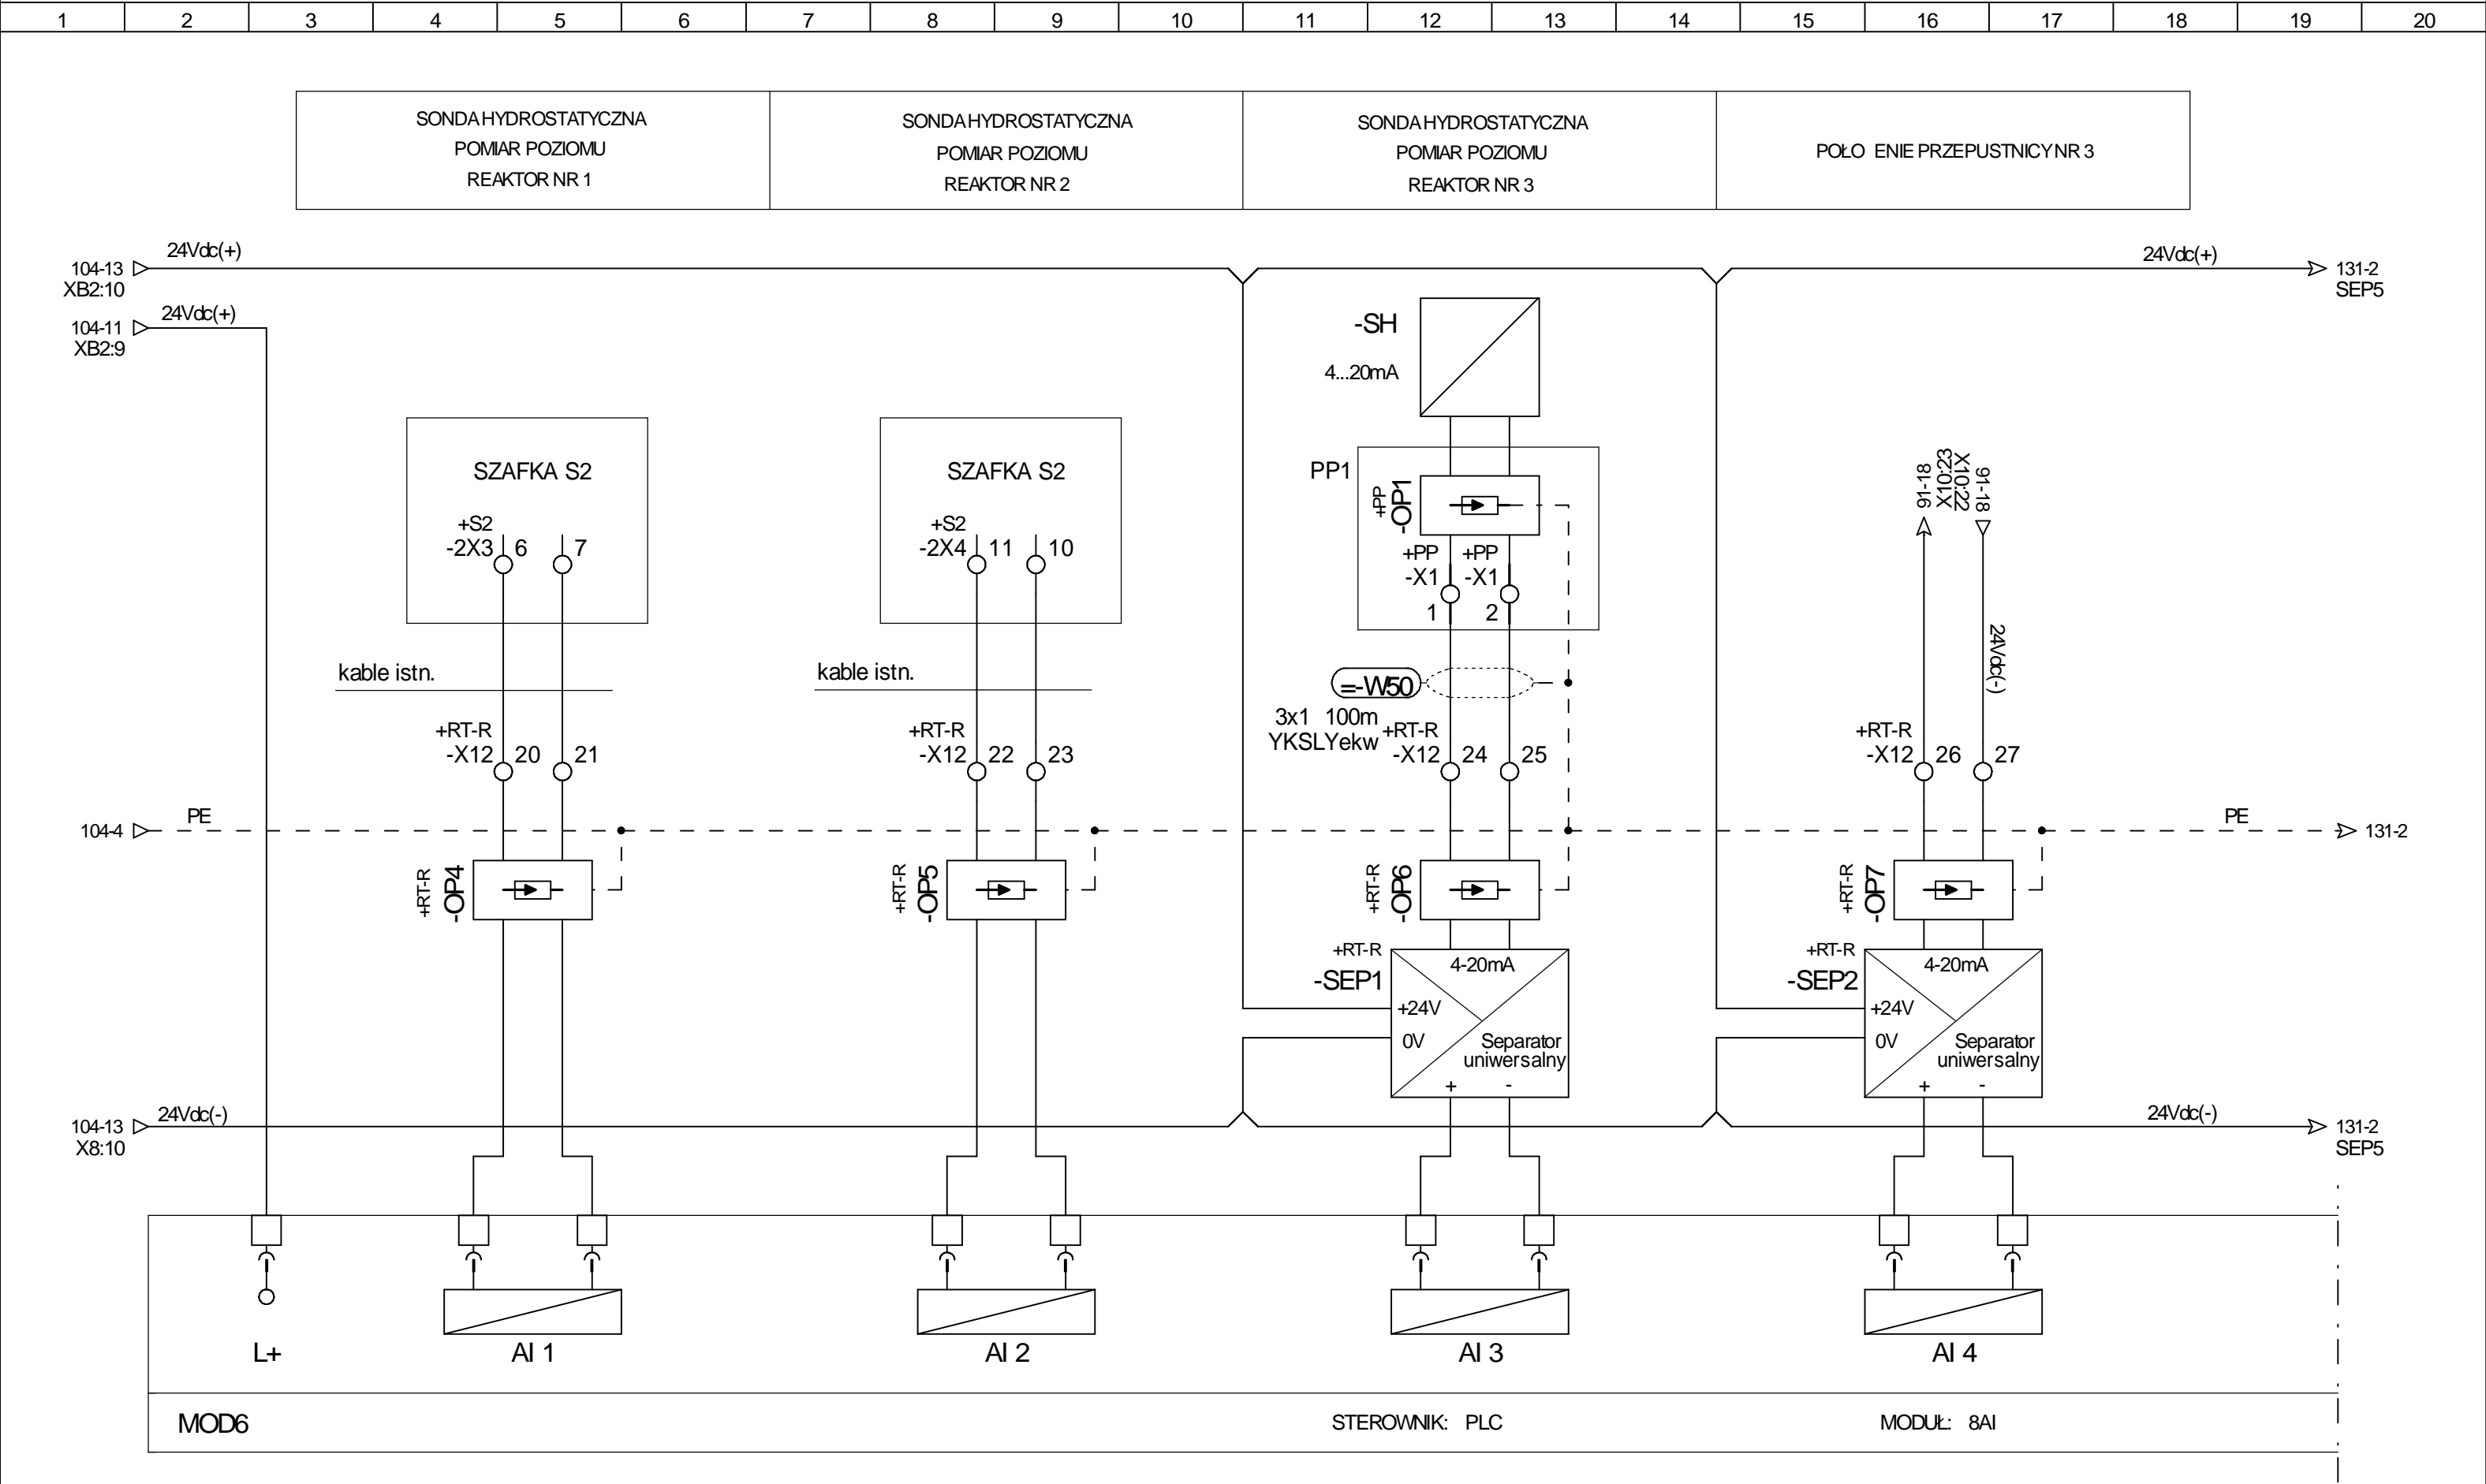 1 2 3 4 5 6 7 8 9 10 11 12 13 14 15 16 17 18 19 20
SONDA HYDROSTATYCZNA
POMIAR POZIOMU
REAKTOR NR 1
SONDA HYDROSTATYCZNA
POMIAR POZIOMU
REAKTOR NR 2
SONDA HYDROSTATYCZNA
POMIAR POZIOMU
REAKTOR NR 3
POŁO ENIE PRZEPUSTNICY NR 3
24Vdc(+)
104-13
XB2:10
24Vdc(+)
104-11
XB2:9
24Vdc(+)
131-2
SEP5
-SH
4...20mA
SZAFKA S2
+S2
-2X3 6 7
SZAFKA S2
+S2
-2X4 11 10
PP1
+PP
-OP1
+PP +PP
-X1 -X1
1 2
91-18
X10:23
X10:22
91-18
24Vdc(-)
kable istn.
kable istn.
=-W50
3x1 100m
YKSLYekw
+RT-R
-X12 20 21
+RT-R
-X12 22 23
+RT-R
-X12 24 25
+RT-R
-X12 26 27
104-4 PE
PE 131-2
+RT-R
-OP4
+RT-R
-OP5
+RT-R
-OP6
+RT-R
-OP7
+RT-R
-SEP1
4-20mA
+24V
0V
Separator
uniwersalny
+ -
+RT-R
-SEP2
4-20mA
+24V
0V
Separator
uniwersalny
+ -
24Vdc(-)
104-13
X8:10
24Vdc(-)
131-2
SEP5
L+ AI 1 AI 2 AI 3 AI 4
MOD6 STEROWNIK: PLC MODUŁ: 8AI